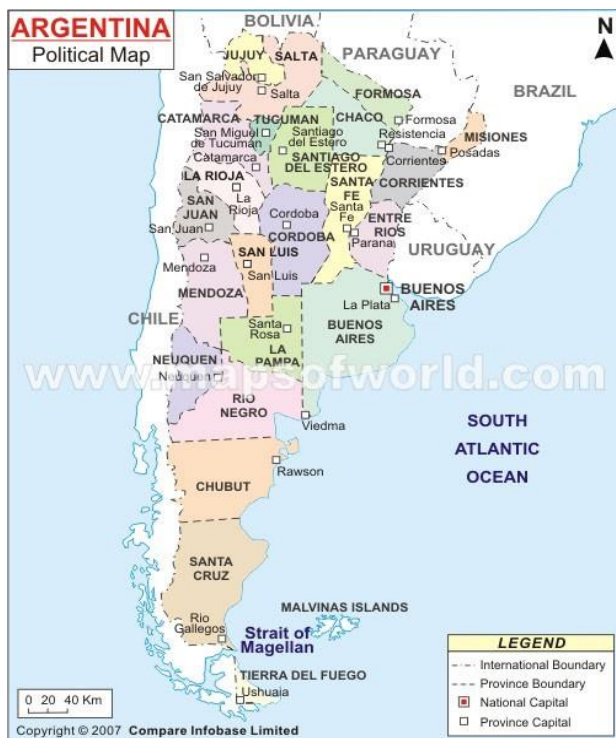 ARGENTINA
Political Map
BOLIVIA
PARAGUAY
BRAZIL
N
JUJUY
SALTA
San Salvador
de Jujuy
Salta
FORMOSA
CATAMARCA
TUCUMAN
CHACO
Formosa
San Miguel
de Tucuman
Santiago
del Estero
Resistencia
MISIONES
Catamarca
SANTIAGO
DEL ESTERO
Corrientes
Posadas
LA RIOJA
SANTA
FE
CORRIENTES
SAN
JUAN
La
Rioja
Cordoba
Santa
Fe
ENTRE
RIOS
San Juan
CORDOBA
Parana
URUGUAY
Mendoza
SAN LUIS
San Luis
MENDOZA
BUENOS
AIRES
La Plata
CHILE
Santa
Rosa
BUENOS
AIRES
NEUQUEN
LA
PAMPA
Neuquen
www.mapsofworld.com
RIO
NEGRO
Viedma
SOUTH
ATLANTIC
OCEAN
Rawson
CHUBUT
SANTA
CRUZ
MALVINAS ISLANDS
Rio
Gallegos
Strait of
Magellan
TIERRA DEL FUEGO
Ushuaia
LEGEND
International Boundary
Province Boundary
National Capital
Province Capital
0 20 40 Km
Copyright © 2007 Compare Infobase Limited